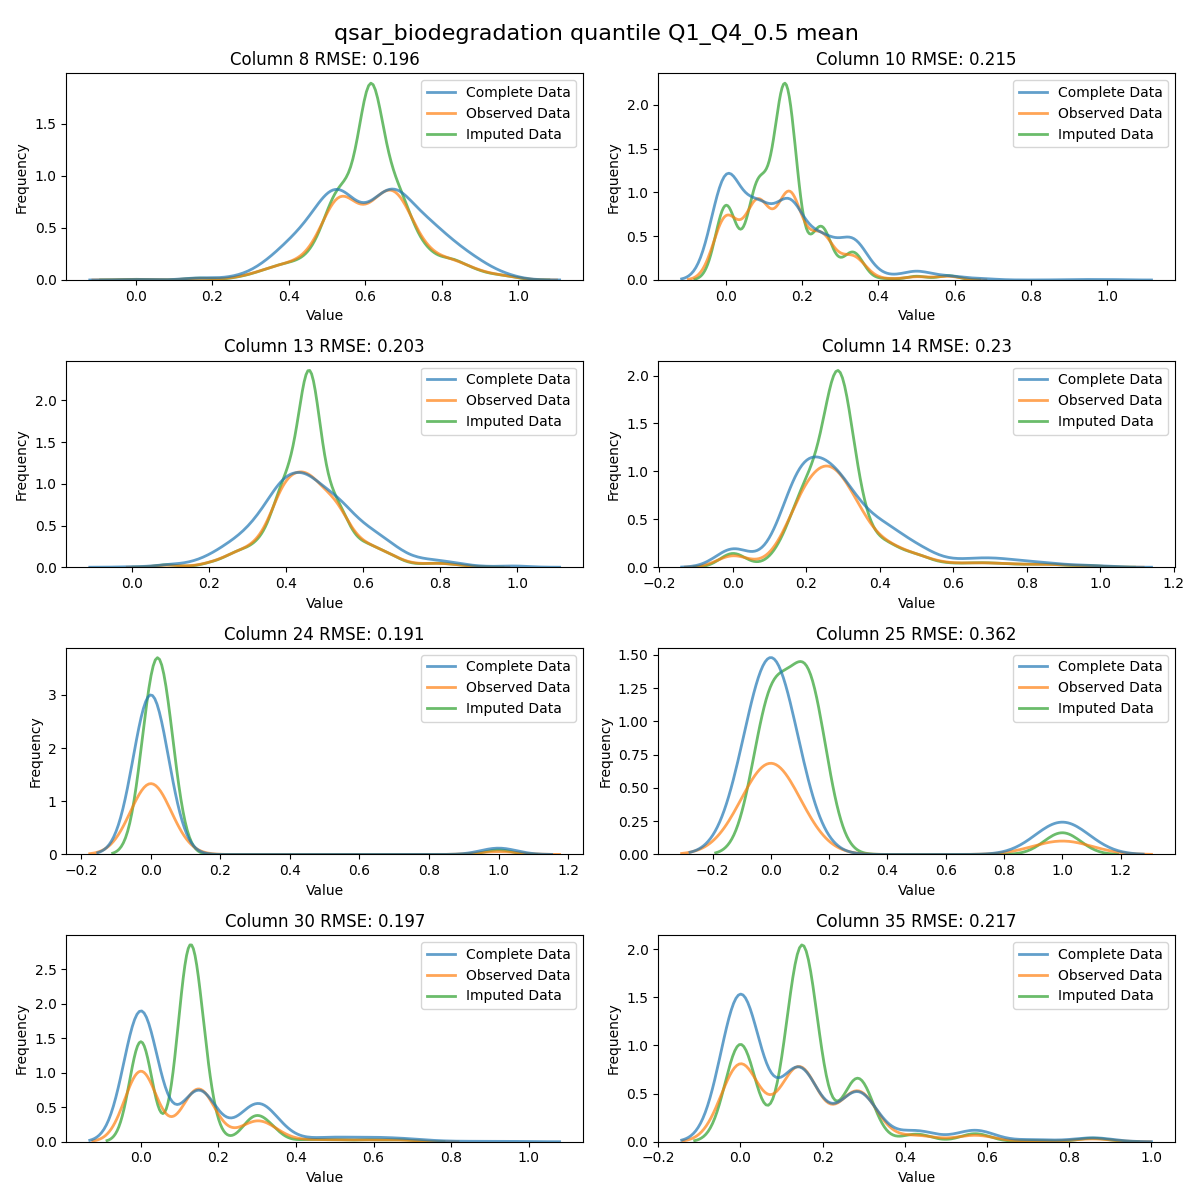 qsar_biodegradation quantile Q1_Q4_0.5 mean
Column 8 RMSE: 0.196
Complete Data
Observed Data
Imputed Data
Frequency
1.5
1.0
0.5
0.0
0.0 0.2 0.4 0.6 0.8 1.0
Value
Column 10 RMSE: 0.215
Complete Data
Observed Data
Imputed Data
Frequency
2.0
1.5
1.0
0.5
0.0
0.0 0.2 0.4 0.6 0.8 1.0
Value
Column 13 RMSE: 0.203
Complete Data
Observed Data
Imputed Data
Frequency
2.0
1.5
1.0
0.5
0.0
0.0 0.2 0.4 0.6 0.8 1.0
Value
Column 14 RMSE: 0.23
Complete Data
Observed Data
Imputed Data
Frequency
2.0
1.5
1.0
0.5
0.0
−0.2 0.0 0.2 0.4 0.6 0.8 1.0 1.2
Value
Column 24 RMSE: 0.191
Complete Data
Observed Data
Imputed Data
Frequency
3
2
1
0
−0.2 0.0 0.2 0.4 0.6 0.8 1.0 1.2
Value
Column 25 RMSE: 0.362
Complete Data
Observed Data
Imputed Data
Frequency
1.50
1.25
1.00
0.75
0.50
0.25
0.00
−0.2 0.0 0.2 0.4 0.6 0.8 1.0 1.2
Value
Column 30 RMSE: 0.197
Complete Data
Observed Data
Imputed Data
Frequency
2.5
2.0
1.5
1.0
0.5
0.0
0.0 0.2 0.4 0.6 0.8 1.0
Value
Column 35 RMSE: 0.217
Complete Data
Observed Data
Imputed Data
Frequency
2.0
1.5
1.0
0.5
0.0
−0.2 0.0 0.2 0.4 0.6 0.8 1.0
Value